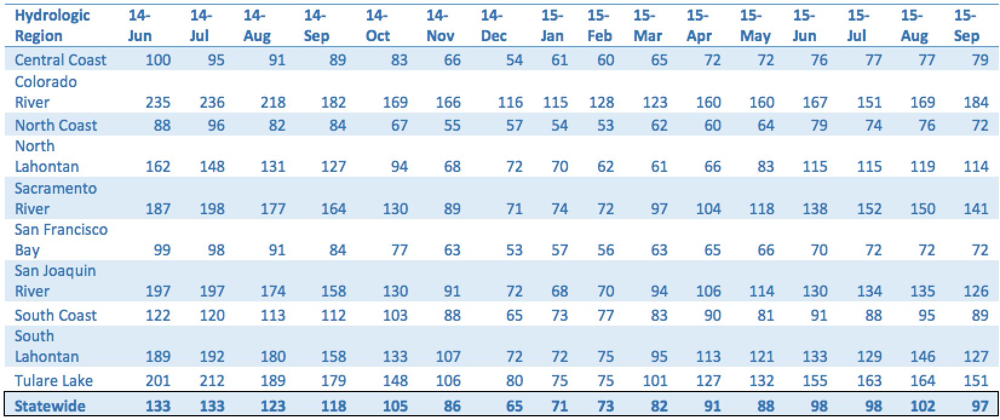 Hydrologic 14- 14- 14- 14- 14- 14- 14- 15- 15- 15- 15- 15- 15- 15- 15- 15-
Region Jun Jul Aug Sep Oct Nov Dec Jan Feb Mar Apr May Jun Jul Aug Sep
Central Coast 100 95 91 89 83 66 54 61 60 65 72 72 76 77 77 79
Colorado
River 235 236 218 182 169 166 116 115 128 123 160 160 167 151 169 184
North Coast 88 96 82 84 67 55 57 54 53 62 60 64 79 74 76 72
North
Lahontan 162 148 131 127 94 68 72 70 62 61 66 83 115 115 119 114
Sacramento
River 187 198 177 164 130 89 71 74 72 97 104 118 138 152 150 141
San Francisco
Bay 99 98 91 84 77 63 53 57 56 63 65 66 70 72 72 72
San Joaquin
River 197 197 174 158 130 91 72 68 70 94 106 114 130 134 135 126
South Coast 122 120 113 112 103 88 65 73 77 83 90 81 91 88 95 89
South
Lahontan 189 192 180 158 133 107 72 72 75 95 113 121 133 129 146 127
Tulare Lake 201 212 189 179 148 106 80 75 75 101 127 132 155 163 164 151
Statewide 133 133 123 118 105 86 65 71 73 82 91 88 98 98 102 97